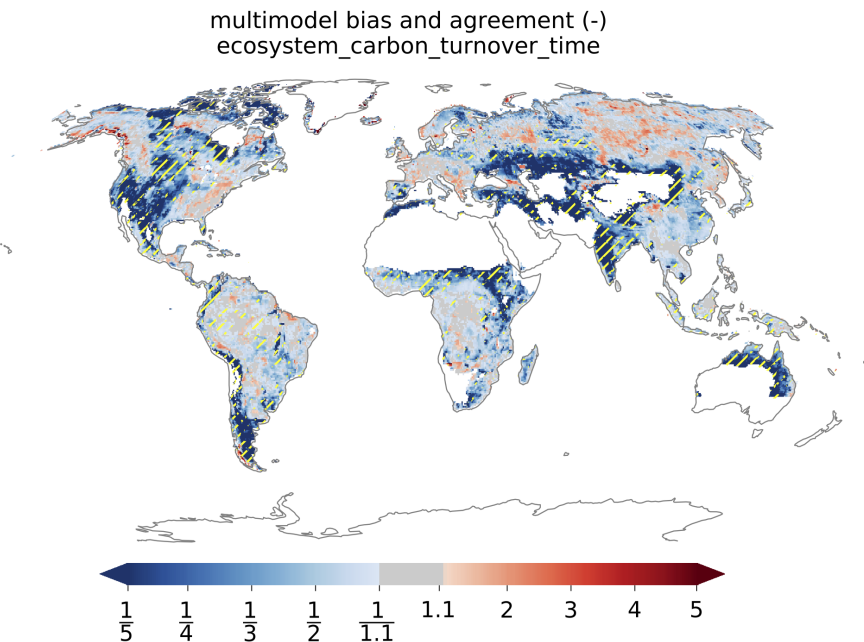 multimodel bias and agreement (-)
ecosystem_carbon_turnover_time
1/5 1/4 1/3 1/2 1/1.1 1.1 2 3 4 5